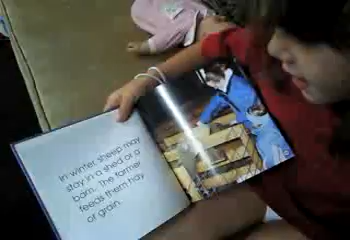 In winter sheep may
stay in a shed or a
barn. The farmer
feeds them hay
or grain.